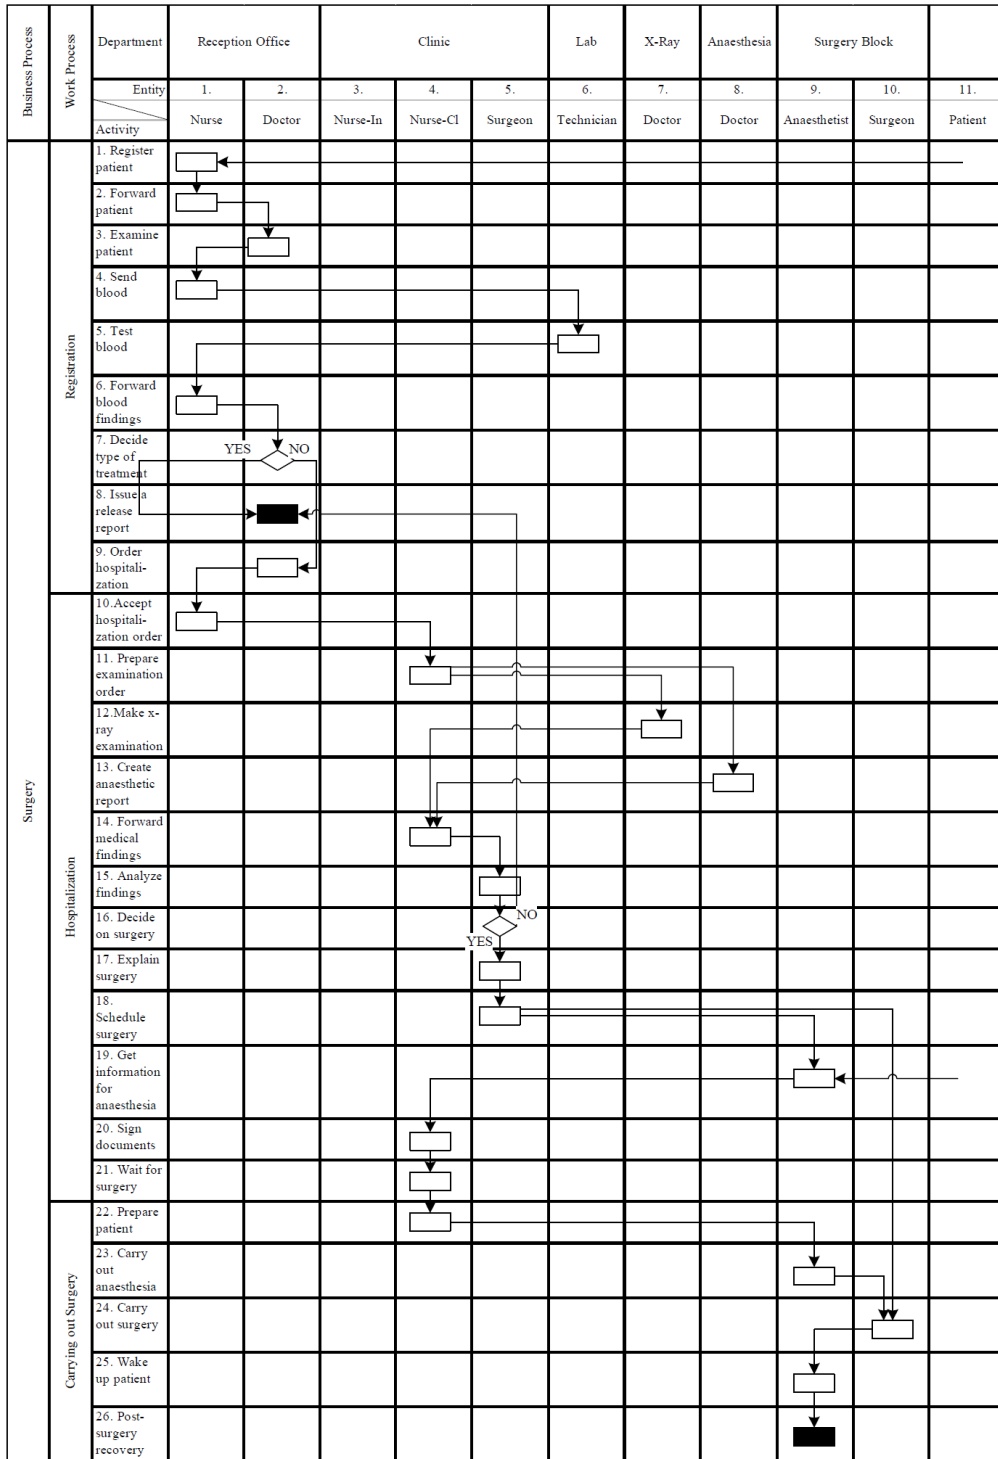 Business Process
Work Process
Department
Reception Office
Clinic
Lab
X-Ray
Anaesthesia
Surgery Block
Entity
1.
2.
3.
4.
5.
6.
7.
8.
9.
10.
11.
Activity
Nurse
Doctor
Nurse-In
Nurse-Cl
Surgeon
Technician
Doctor
Doctor
Anaesthetist
Surgeon
Patient
Surgery
Registration
1. Register
patient
2. Forward
patient
3. Examine
patient
4. Send
blood
5. Test
blood
6. Forward
blood
findings
7. Decide
type of
treatment
YES
NO
8. Issue a
release
report
9. Order
hospitali-
zation
Hospitalization
10.Accept
hospitali-
zation order
11. Prepare
examination
order
12.Make x-
ray
examination
13. Create
anaesthetic
report
14. Forward
medical
findings
15. Analyze
findings
16. Decide
on surgery
NO
YES
17. Explain
surgery
18.
Schedule
surgery
19. Get
information
for
anaesthesia
20. Sign
documents
21. Wait for
surgery
Carrying out Surgery
22. Prepare
patient
23. Carry
out
anaesthesia
24. Carry
out surgery
25. Wake
up patient
26. Post-
surgery
recovery